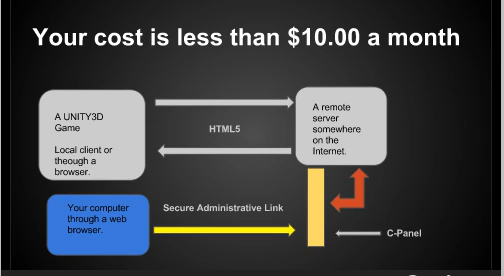 Your cost is less than $10.00 a month
A UNITY3D
Game
Local client or
theough a
browser.
HTML5
A remote
server
somewhere
on the
Internet.
Your computer
through a web
browser.
Secure Administrative Link
C-Panel